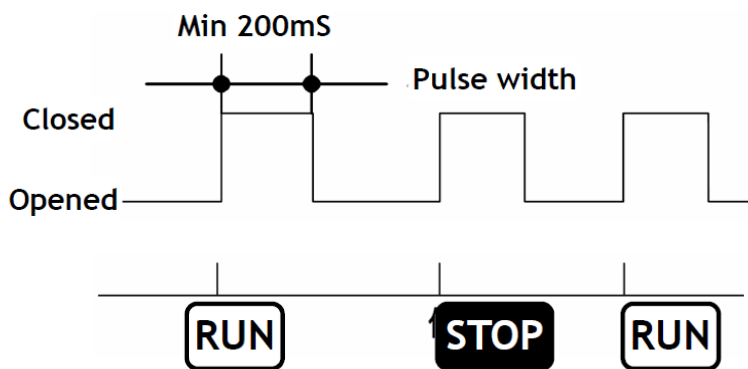 Min 200mS
Pulse width
Closed
Opened
RUN
STOP
RUN